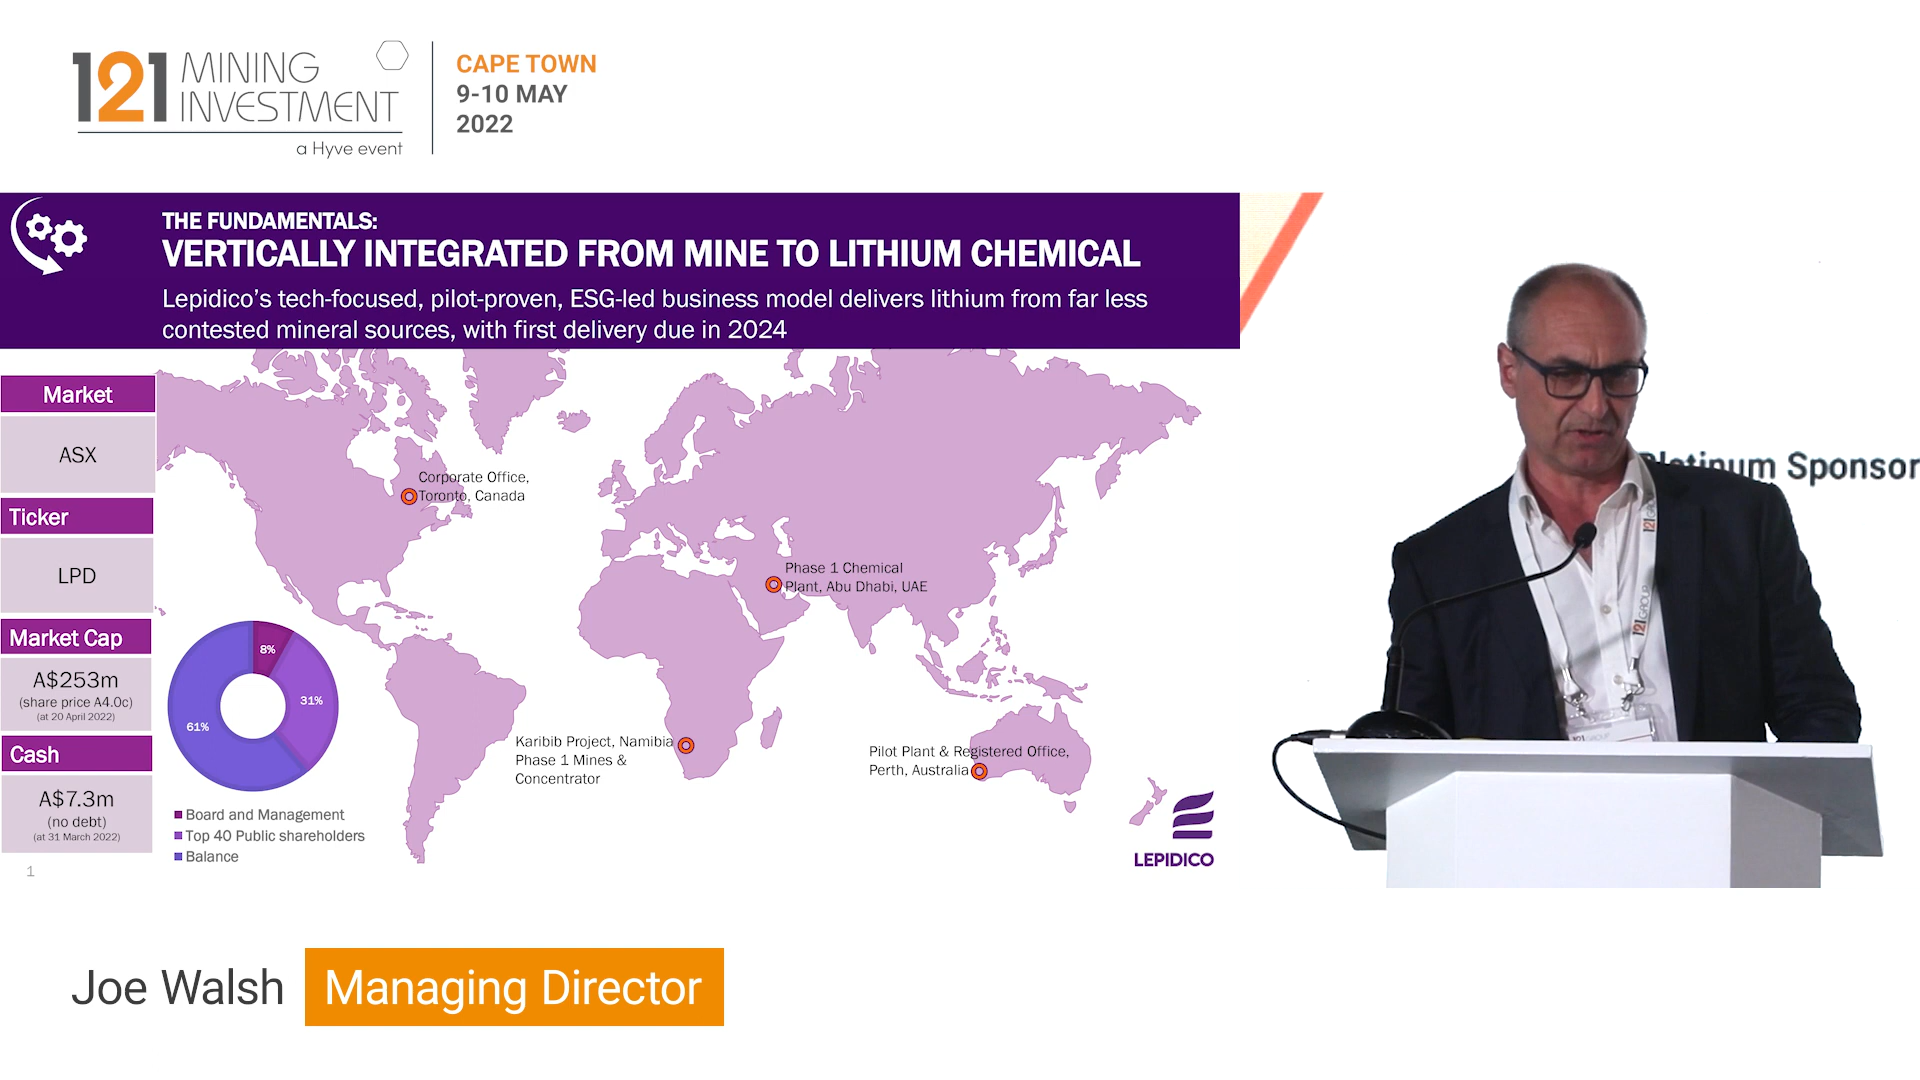 121 MINING INVESTMENT
a Hyve event
CAPE TOWN
9-10 MAY
2022
THE FUNDAMENTALS:
VERTICALLY INTEGRATED FROM MINE TO LITHIUM CHEMICAL
Lepidico's tech-focused, pilot-proven, ESG-led business model delivers lithium from far less
contested mineral sources, with first delivery due in 2024
Market
ASX
Ticker
LPD
Market Cap
A$253m
(share price A4.0c)
(at 20 April 2022)
Cash
A$7.3m
(no debt)
(at 31 March 2022)
1
8%
31%
61%
Board and Management
Top 40 Public shareholders
Balance
Corporate Office,
Toronto, Canada
Phase 1 Chemical
Plant, Abu Dhabi, UAE
Karibib Project, Namibia
Phase 1 Mines &
Concentrator
Pilot Plant & Registered Office,
Perth, Australia
LEPIDICO
Platinum Sponsor
121 GROUP
121 GROUP
Joe Walsh
Managing Director